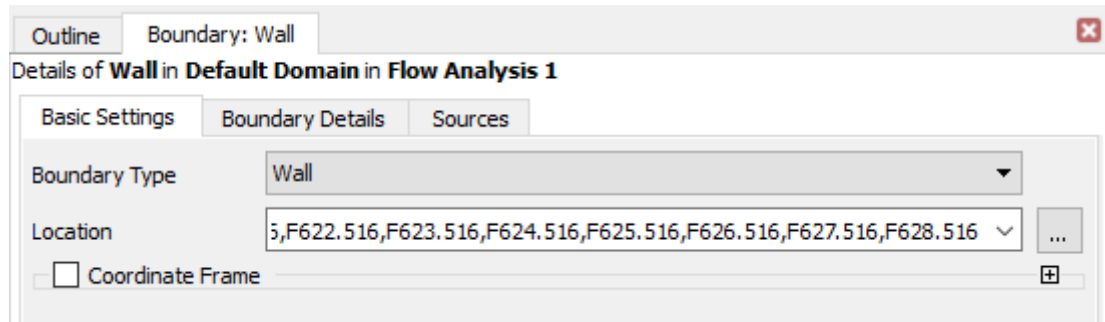 Outline Boundary: Wall
Details of Wall in Default Domain in Flow Analysis 1
Basic Settings Boundary Details Sources
Boundary Type Wall
Location ,F622.516,F623.516,F624.516,F625.516,F626.516,F627.516,F628.516 ...
Coordinate Frame